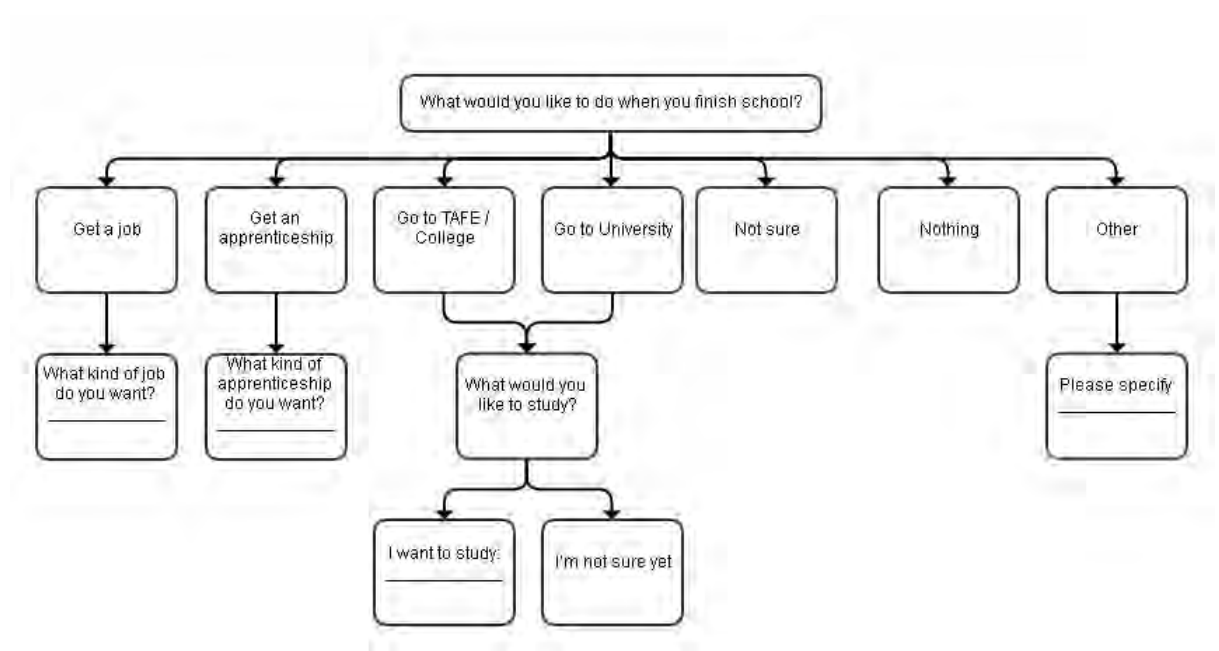 What would you like to do when you finish school?
Get a job
Get an
apprenticeship
Go to TAFE /
College
Go to University
Not sure
Nothing
Other
What kind of job
do you want?
What kind of
apprenticeship
do you want?
What would you
like to study?
Please specify
I want to study:
I'm not sure yet